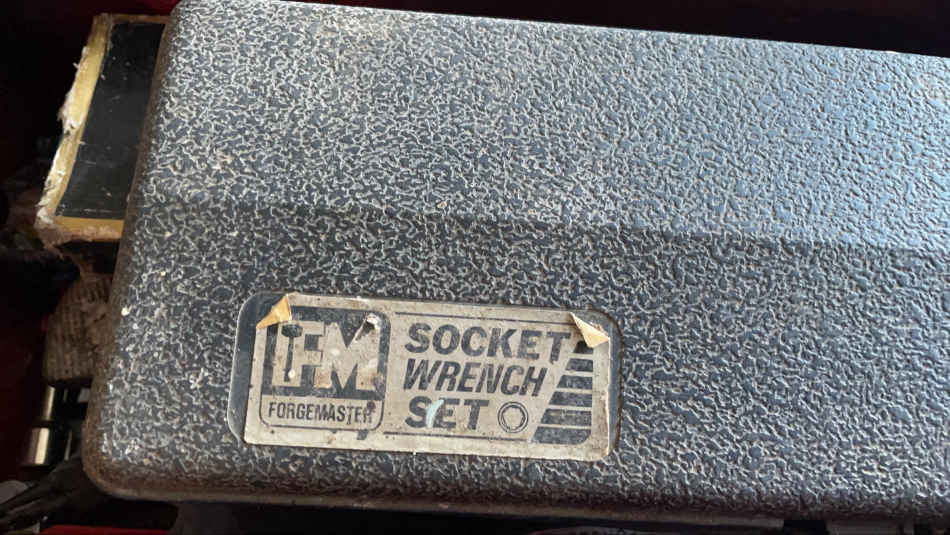 FM
FORGEMASTER
SOCKET
WRENCH
SET